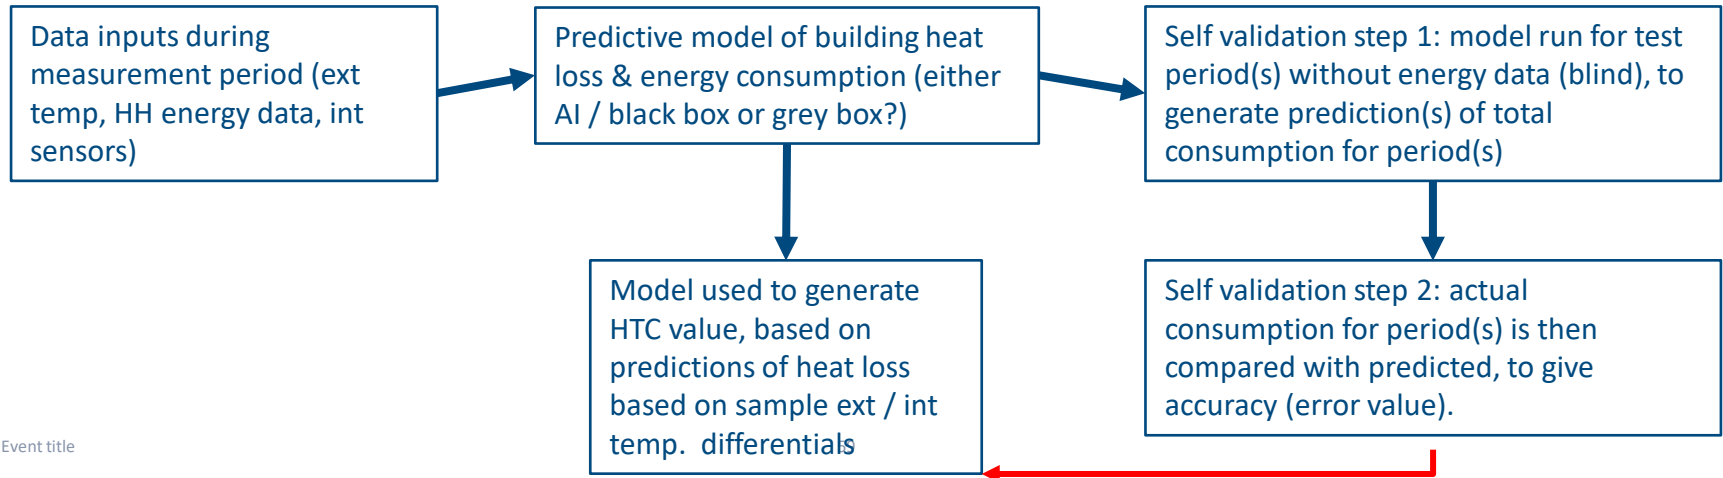 Data inputs during
measurement period (ext
temp, HH energy data, int
sensors)
Predictive model of building heat
loss & energy consumption (either
AI / black box or grey box?)
Self validation step 1: model run for test
period(s) without energy data (blind), to
generate prediction(s) of total
consumption for period(s)
Model used to generate
HTC value, based on
predictions of heat loss
based on sample ext / int
temp. differentials
Self validation step 2: actual
consumption for period(s) is then
compared with predicted, to give
accuracy (error value).
Event title